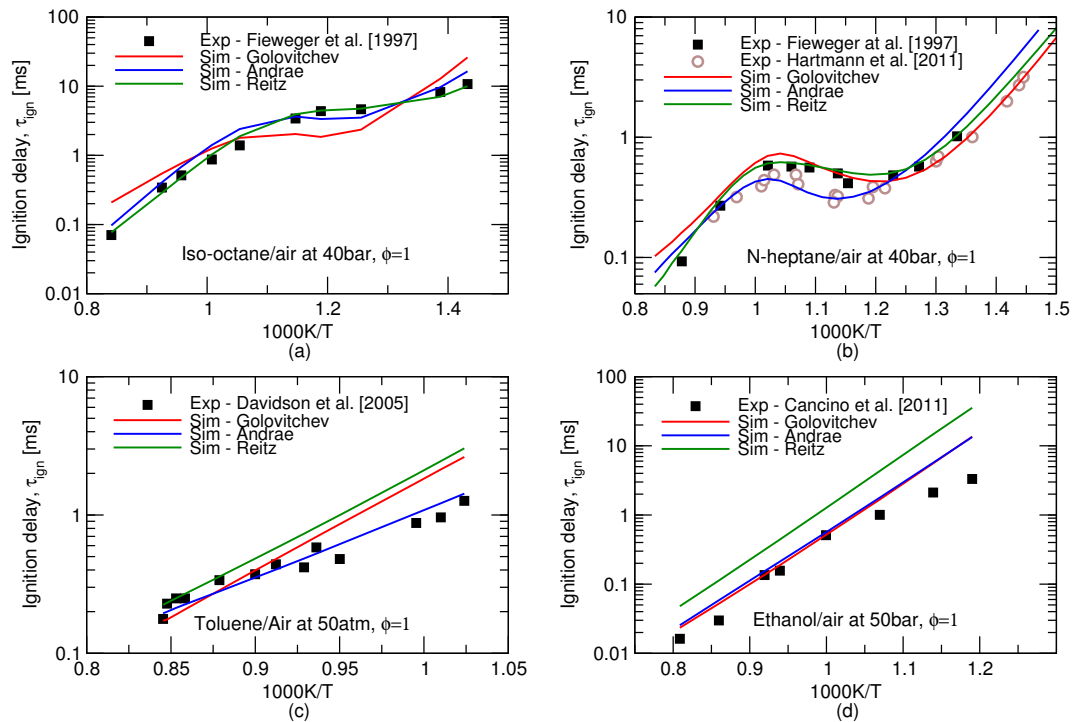 Exp - Fieweger et al. [1997]
Sim - Golovitchev
Sim - Andrae
Sim - Reitz
Iso-octane/air at 40bar, ϕ=1
Ignition delay, τign [ms]
100
10
1
0.1
0.01
0.8
1
1.2
1.4
1000K/T
(a)
Exp - Fieweger at al. [1997]
Exp - Hartmann et al. [2011]
Sim - Golovitchev
Sim - Andrae
Sim - Reitz
N-heptane/air at 40bar, ϕ=1
Ignition delay, τign [ms]
10
1
0.1
0.8
0.9
1
1.1
1.2
1.3
1.4
1.5
1000K/T
(b)
Exp - Davidson et al. [2005]
Sim - Golovitchev
Sim - Andrae
Sim - Reitz
Toluene/Air at 50atm, ϕ=1
Ignition delay, τign [ms]
10
1
0.1
0.8
0.85
0.9
0.95
1
1.05
1000K/T
(c)
Exp - Cancino et al. [2011]
Sim - Golovitchev
Sim - Andrae
Sim - Reitz
Ethanol/air at 50bar, ϕ=1
Ignition delay, τign [ms]
100
10
1
0.1
0.01
0.8
0.9
1
1.1
1.2
1000K/T
(d)